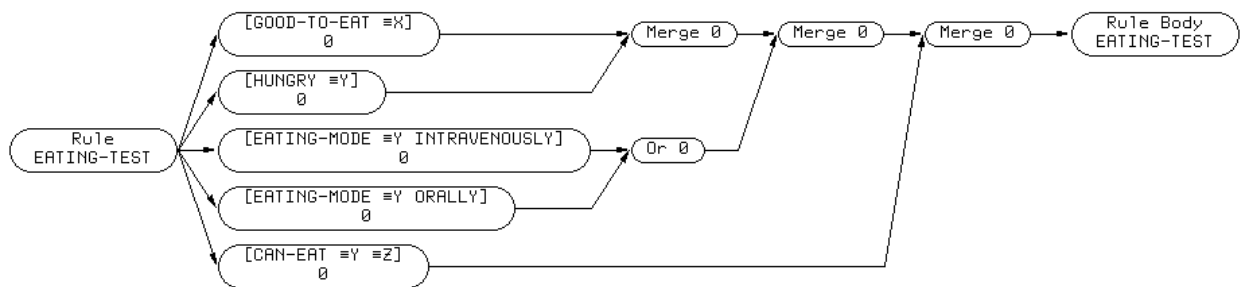 [GOOD-TO-EAT ≡X]
0
Merge 0
Merge 0
Merge 0
Rule Body
EATING-TEST
[HUNGRY ≡Y]
0
Rule
EATING-TEST
[EATING-MODE ≡Y INTRAVENOUSLY]
0
Or 0
[EATING-MODE ≡Y ORALLY]
0
[CAN-EAT ≡Y ≡Z]
0